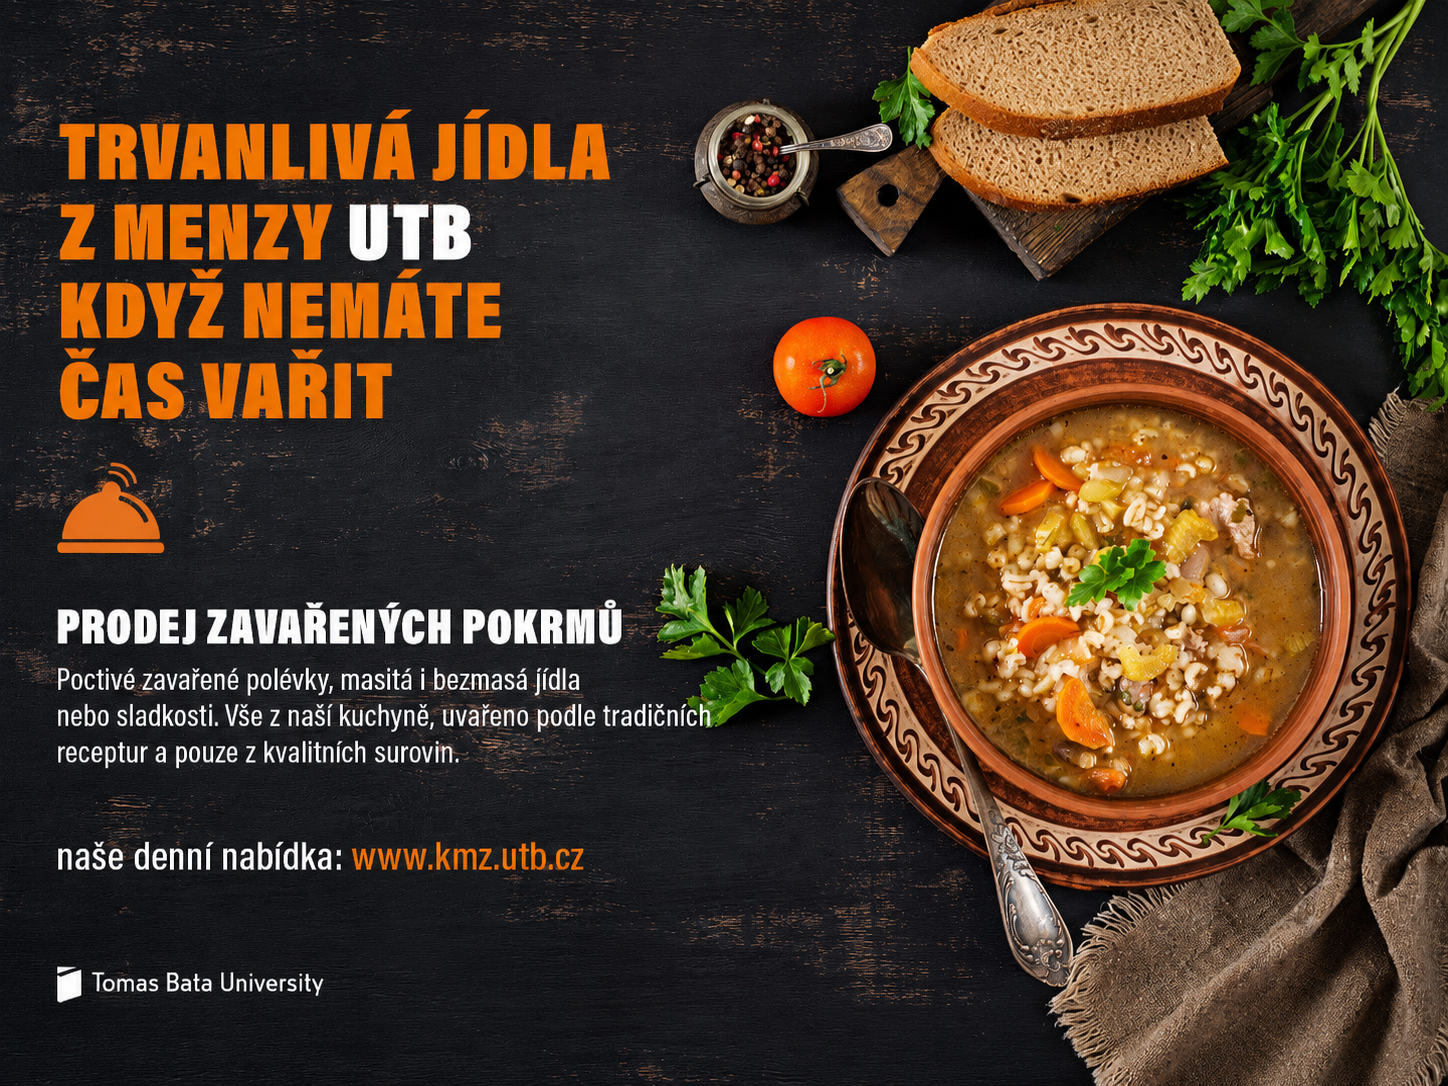 TRVANLIVÁ JÍDLA
Z MENZY UTB
KDYŽ NEMÁTE
ČAS VAŘIT
PRODEJ ZAVAŘENÝCH POKRMŮ
Poctivé zavařené polévky, masitá i bezmasá jídla
nebo sladkosti. Vše z naší kuchyně, uvařeno podle tradičních
receptur a pouze z kvalitních surovin.
naše denní nabídka: www.kmz.utb.cz
Tomas Bata University